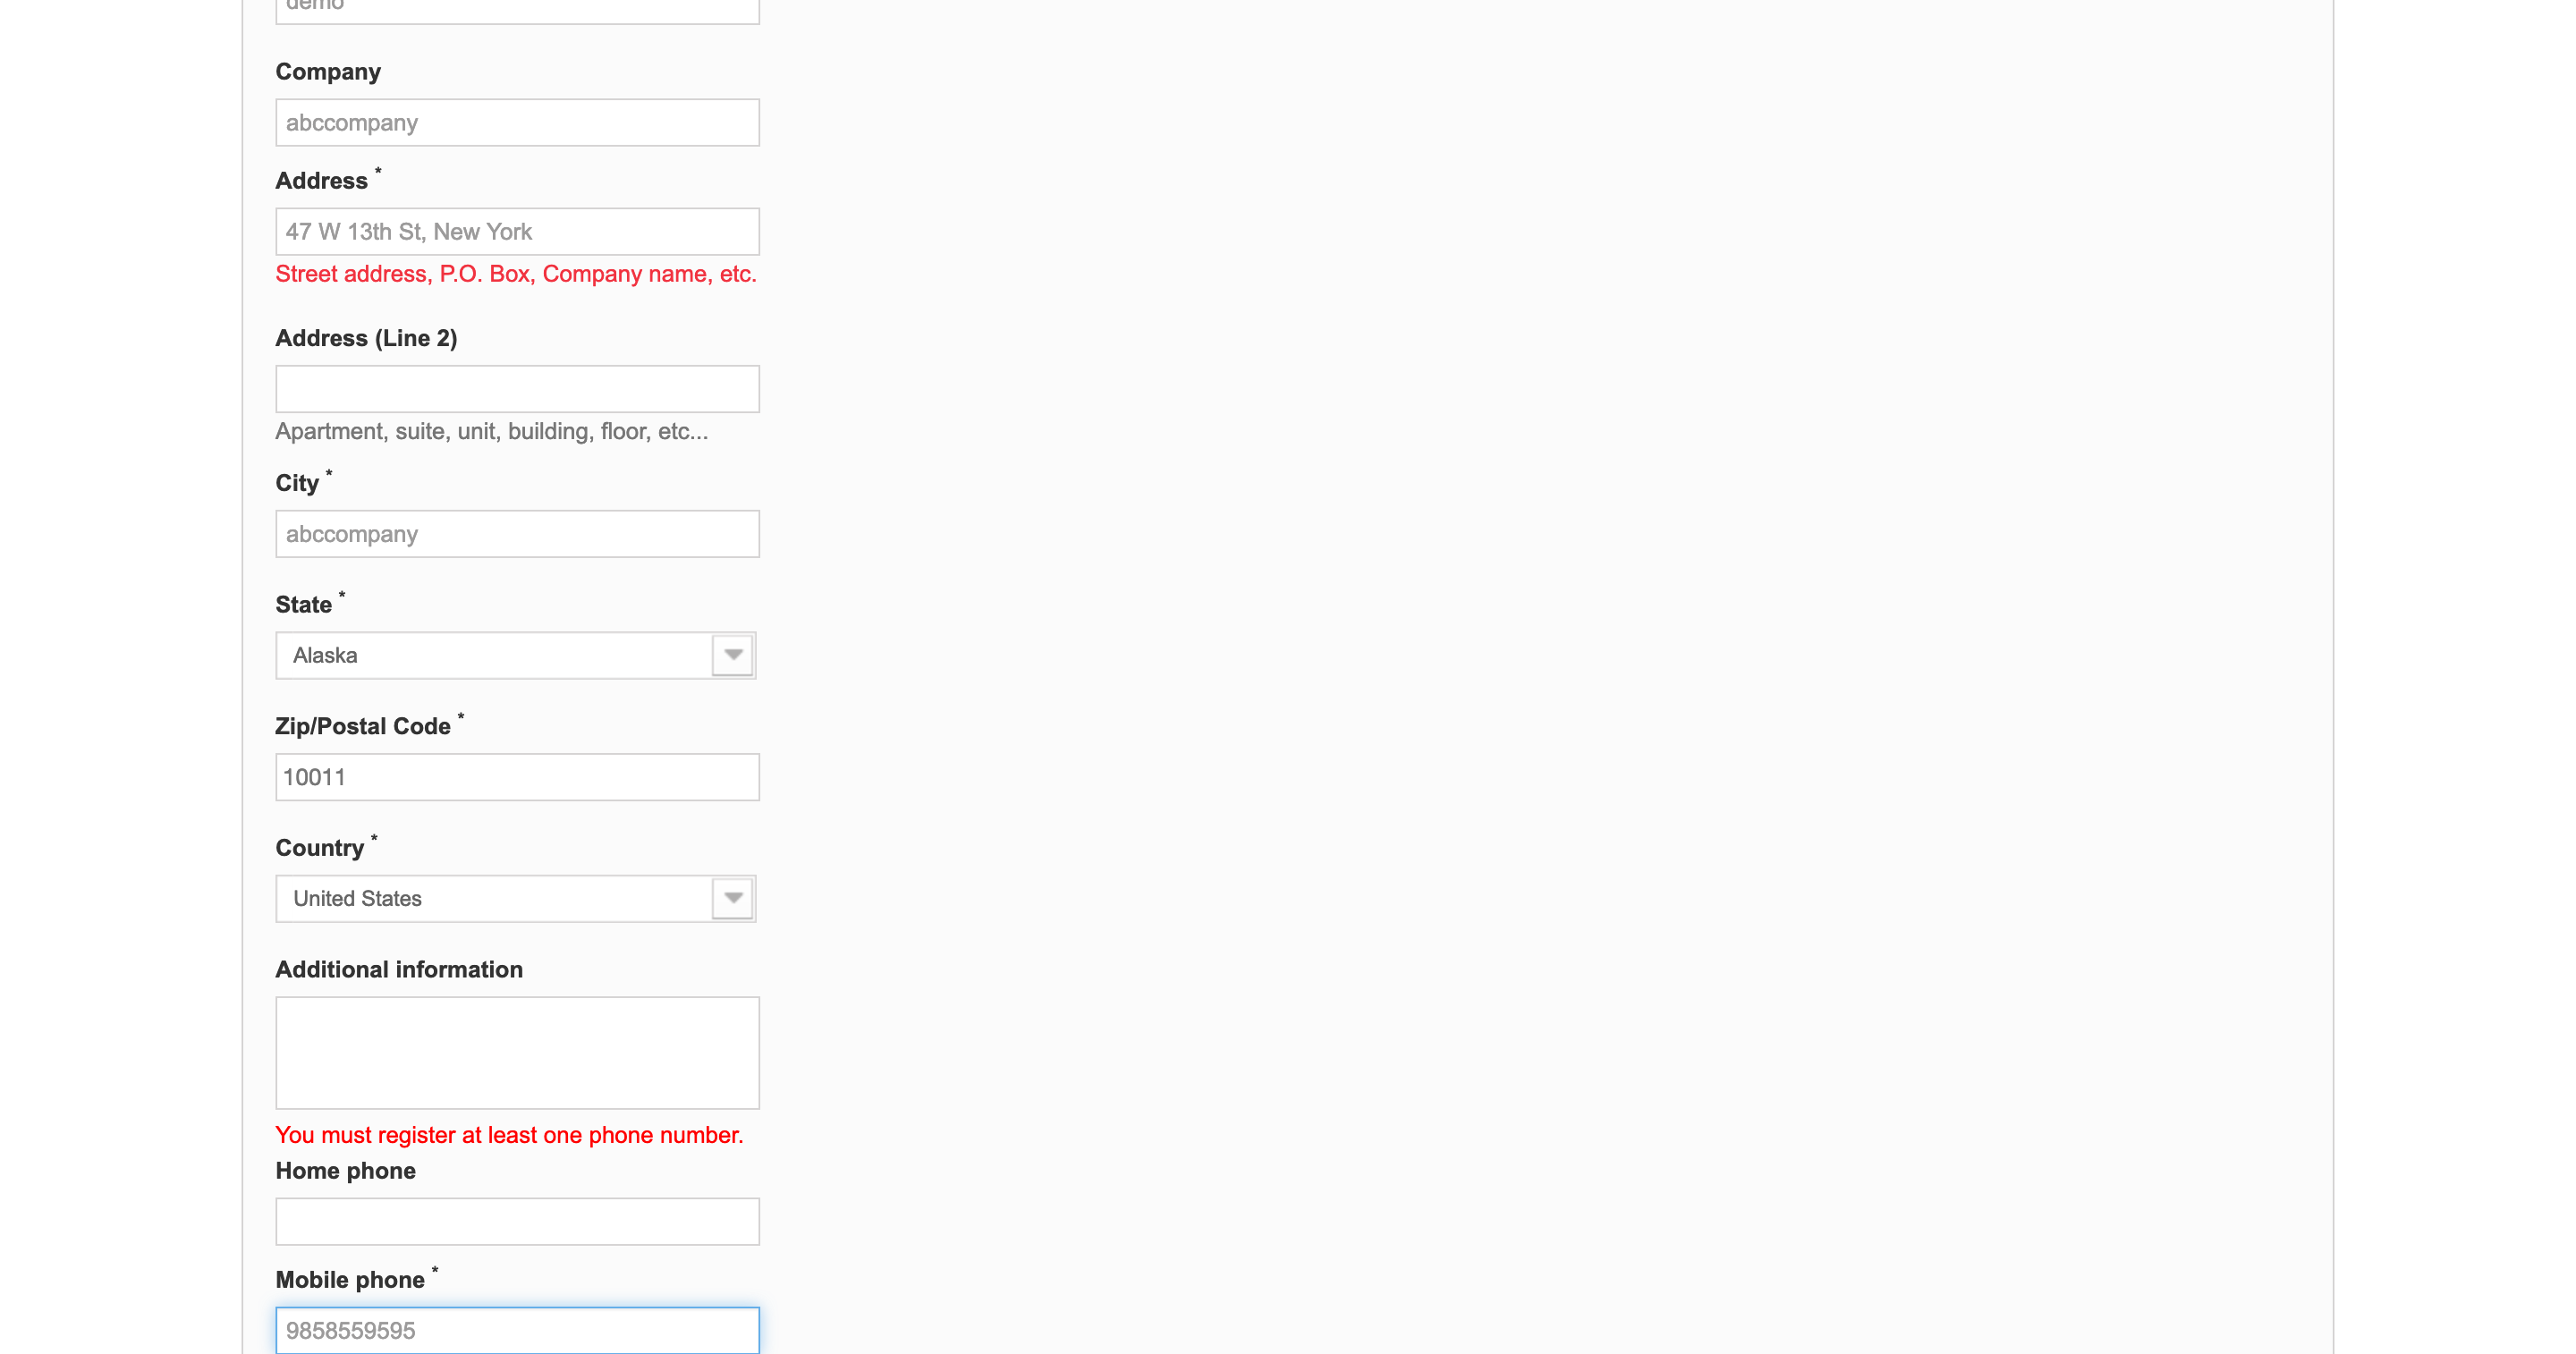 demo
Company
abccompany
Address *
47 W 13th St, New York
Street address, P.O. Box, Company name, etc.
Address (Line 2)
Apartment, suite, unit, building, floor, etc...
City *
abccompany
State *
Alaska
Zip/Postal Code *
10011
Country *
United States
Additional information
You must register at least one phone number.
Home phone
Mobile phone *
9858559595